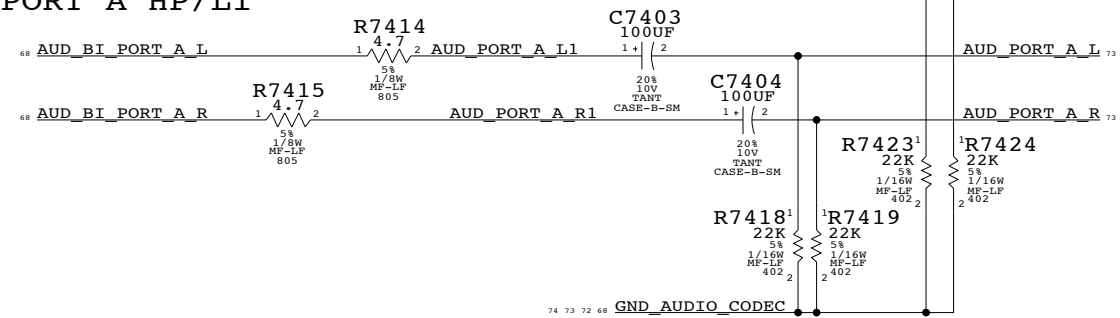 PORT A HP/LI
R7414
4.7
1 2
5%
1/8W
MF-LF
805
C7403
100UF
1 + 2
20%
10V
TANT
CASE-B-SM
68 AUD_BI_PORT_A_L
AUD_PORT_A_L1
AUD_PORT_A_L 73
R7415
4.7
1 2
5%
1/8W
MF-LF
805
C7404
100UF
1 + 2
20%
10V
TANT
CASE-B-SM
68 AUD_BI_PORT_A_R
AUD_PORT_A_R1
AUD_PORT_A_R 73
R7423 1
22K
5%
1/16W
MF-LF
402 2
1 R7424
22K
5%
1/16W
MF-LF
402
2
R7418 1
22K
5%
1/16W
MF-LF
402
2
1 R7419
22K
5%
1/16W
MF-LF
402
2
74 73 72 68 GND_AUDIO_CODEC